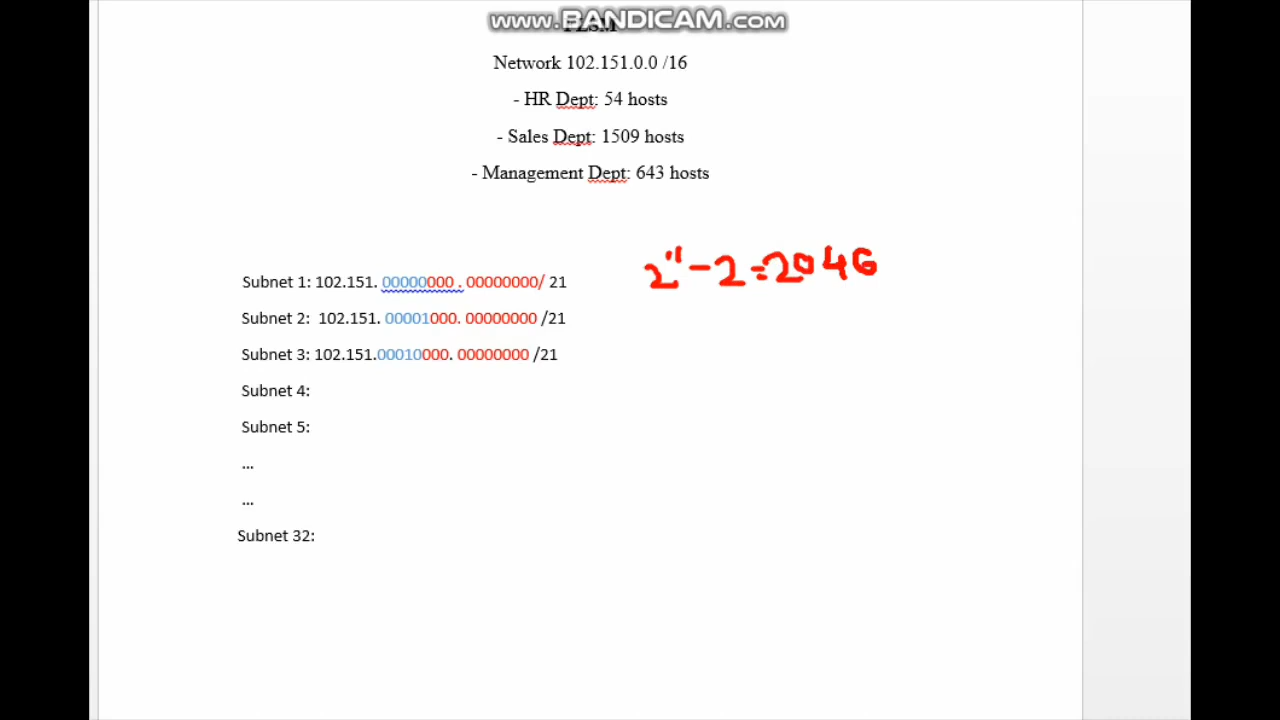 www.BANDICAM.com
Network 102.151.0.0 /16
- HR Dept: 54 hosts
- Sales Dept: 1509 hosts
- Management Dept: 643 hosts
2¹¹ - 2 = 2046
Subnet 1: 102.151. 00000000 . 00000000/ 21
Subnet 2: 102.151. 00001000. 00000000 /21
Subnet 3: 102.151.00010000. 00000000 /21
Subnet 4:
Subnet 5:
...
...
Subnet 32: